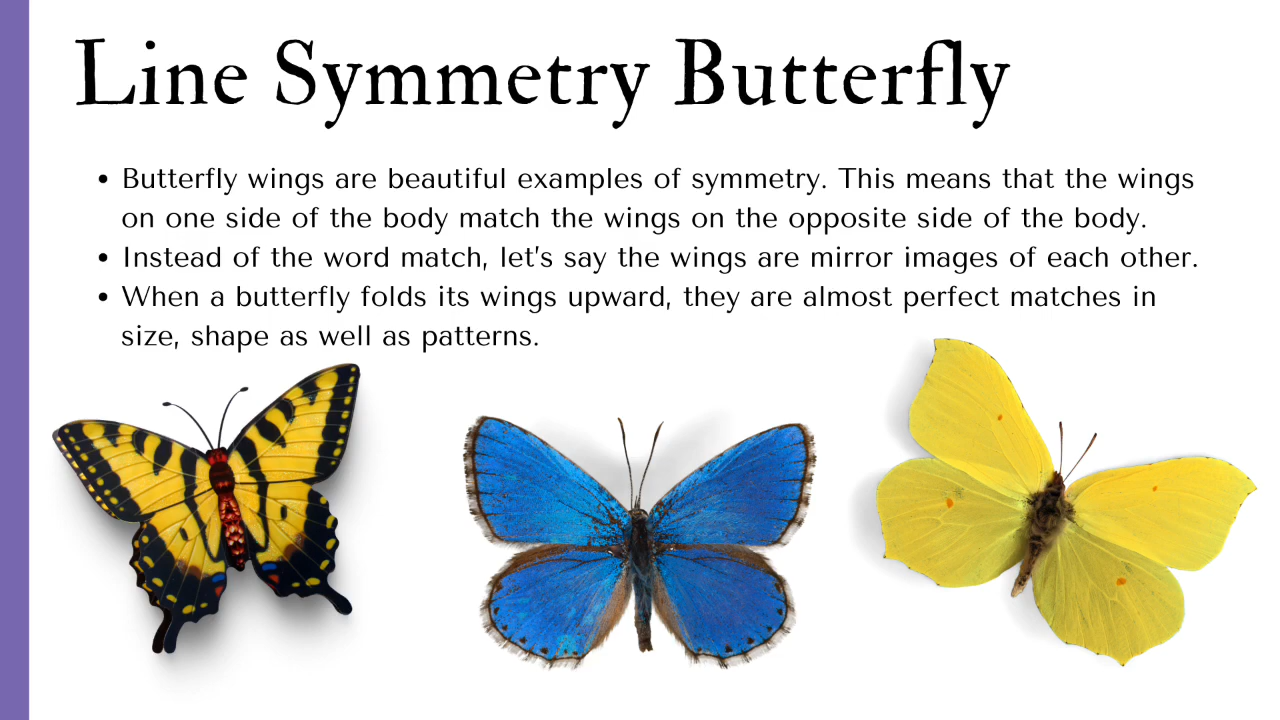 Line Symmetry Butterfly
• Butterfly wings are beautiful examples of symmetry. This means that the wings
on one side of the body match the wings on the opposite side of the body.
• Instead of the word match, let's say the wings are mirror images of each other.
• When a butterfly folds its wings upward, they are almost perfect matches in
size, shape as well as patterns.